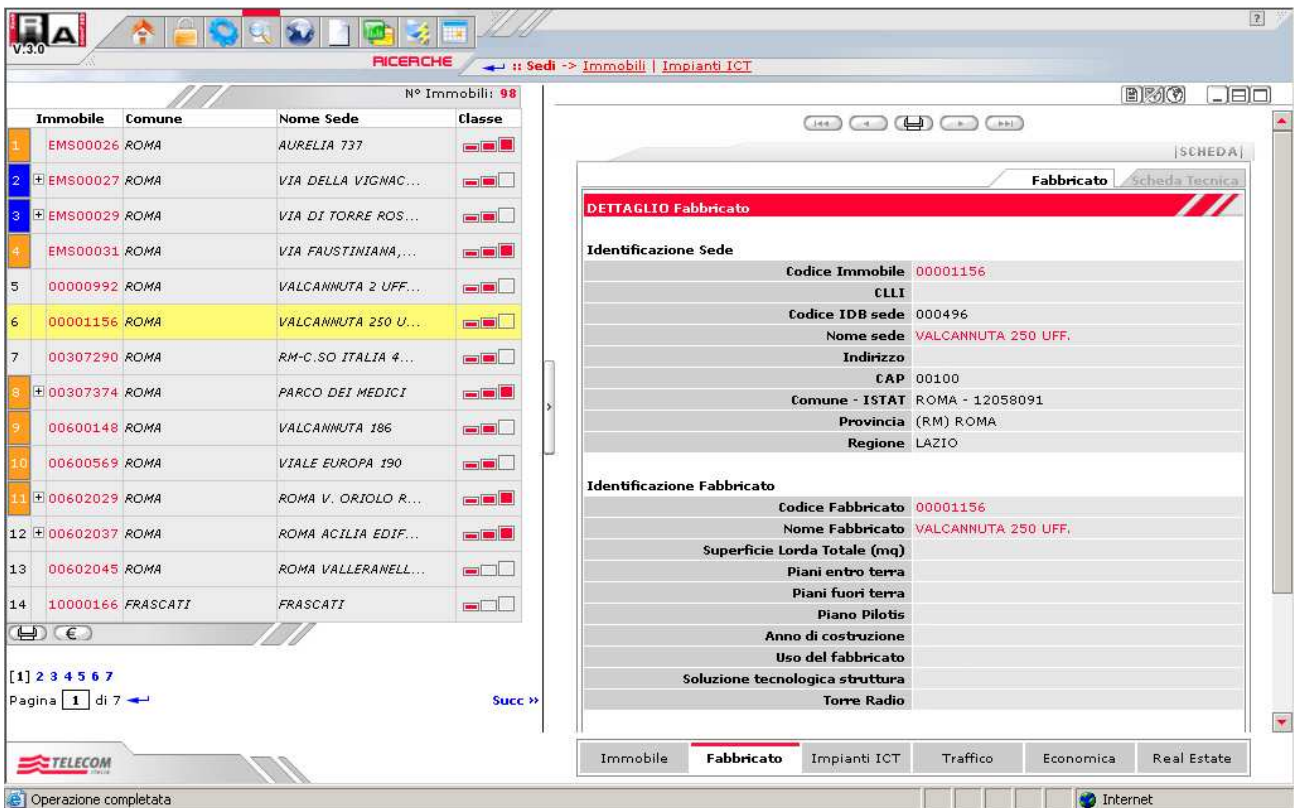 RA
V.3.0
?
RICERCHE
:: Sedi -> Immobili | Impianti ICT
N° Immobili: 98
Immobile Comune Nome Sede Classe
1 EMS00026 ROMA AURELIA 737
2 EMS00027 ROMA VIA DELLA VIGNAC...
3 EMS00029 ROMA VIA DI TORRE ROS...
4 EMS00031 ROMA VIA FAUSTINIANA,...
5 00000992 ROMA VALCANNUTA 2 UFF...
6 00001156 ROMA VALCANNUTA 250 U...
7 00307290 ROMA RM-C.SO ITALIA 4...
8 00307374 ROMA PARCO DEI MEDICI
9 00600148 ROMA VALCANNUTA 186
10 00600569 ROMA VIALE EUROPA 190
11 00602029 ROMA ROMA V. ORIOLO R...
12 00602037 ROMA ROMA ACILIA EDIF...
13 00602045 ROMA ROMA VALLERANELL...
14 10000166 FRASCATI FRASCATI
€
[1] 2 3 4 5 6 7
Pagina 1 di 7
Succ »
TELECOM
ITALIA
|SCHEDA|
Fabbricato Scheda Tecnica
DETTAGLIO Fabbricato
Identificazione Sede
Codice Immobile 00001156
CLLI
Codice IDB sede 000496
Nome sede VALCANNUTA 250 UFF.
Indirizzo
CAP 00100
Comune - ISTAT ROMA - 12058091
Provincia (RM) ROMA
Regione LAZIO
Identificazione Fabbricato
Codice Fabbricato 00001156
Nome Fabbricato VALCANNUTA 250 UFF.
Superficie Lorda Totale (mq)
Piani entro terra
Piani fuori terra
Piano Pilotis
Anno di costruzione
Uso del fabbricato
Soluzione tecnologica struttura
Torre Radio
Immobile Fabbricato Impianti ICT Traffico Economica Real Estate
Operazione completata
Internet